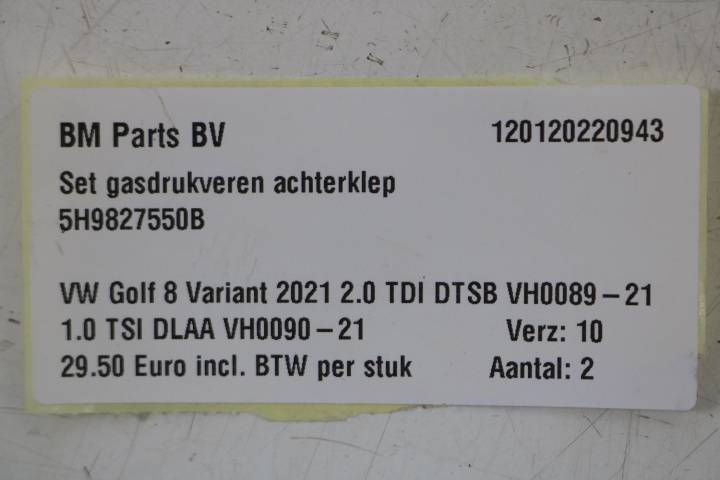 BM Parts BV 120120220943
Set gasdrukveren achterklep
5H9827550B
VW Golf 8 Variant 2021 2.0 TDI DTSB VH0089-21
1.0 TSI DLAA VH0090-21 Verz: 10
29.50 Euro incl. BTW per stuk Aantal: 2